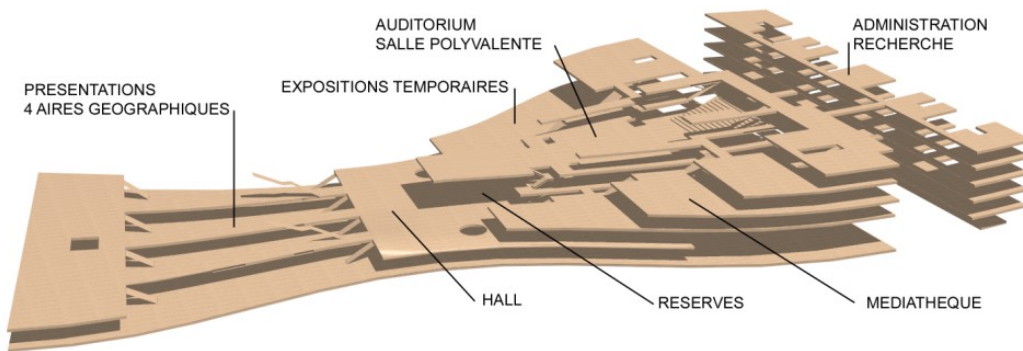 AUDITORIUM
SALLE POLYVALENTE
ADMINISTRATION
RECHERCHE
PRESENTATIONS
4 AIRES GEOGRAPHIQUES
EXPOSITIONS TEMPORAIRES
HALL
RESERVES
MEDIATHEQUE